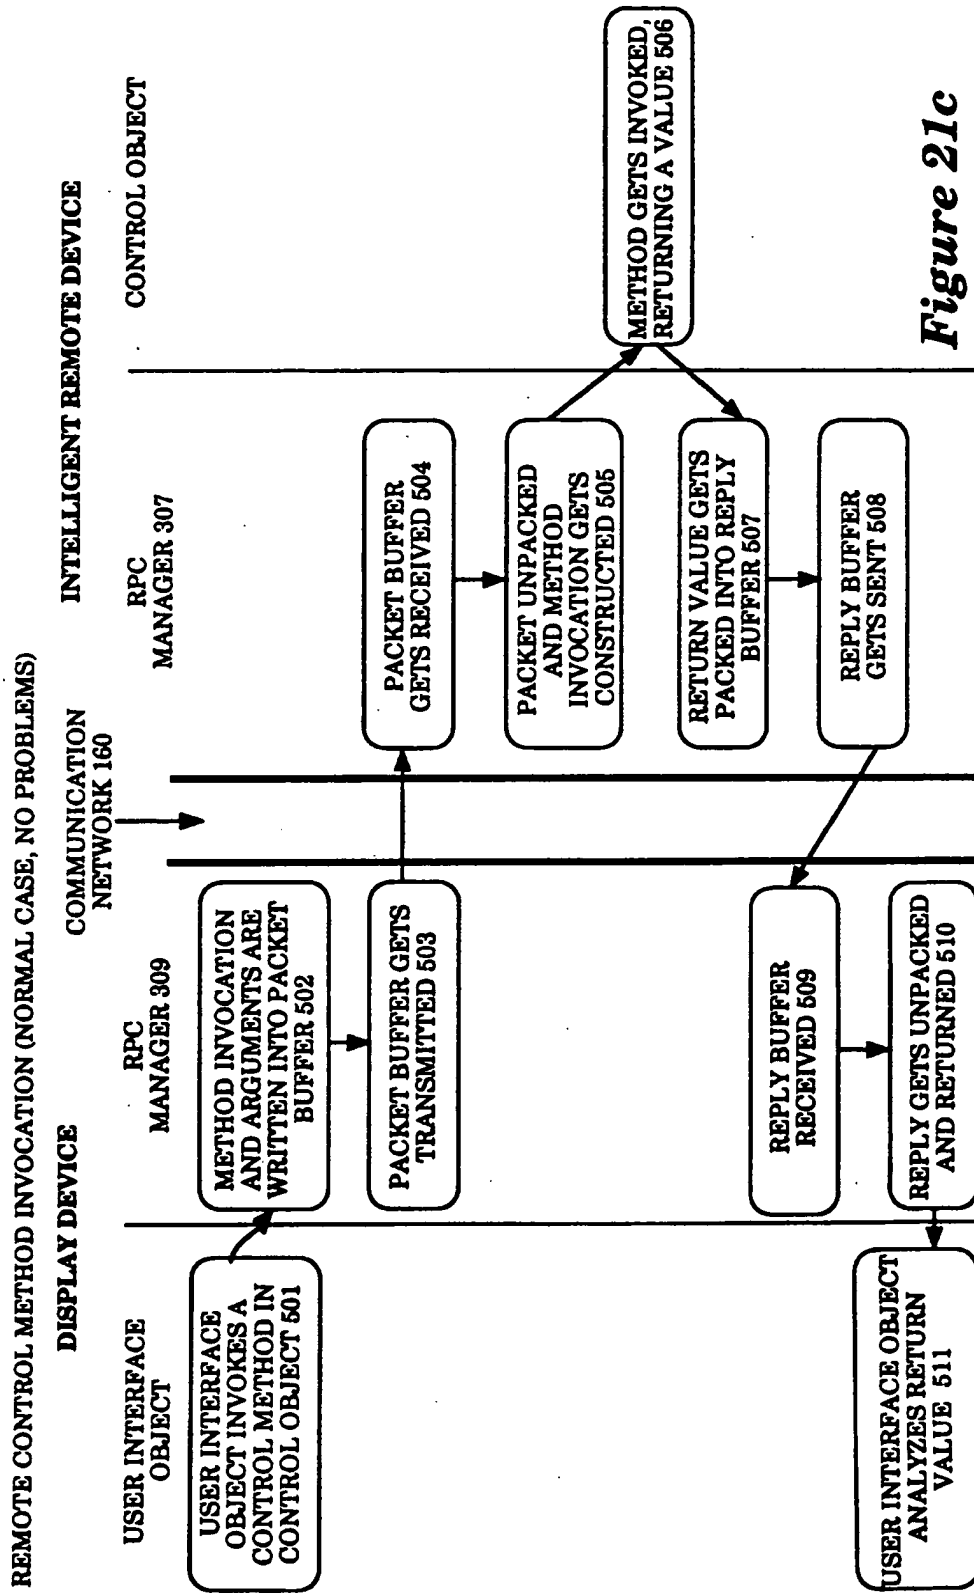 REMOTE CONTROL METHOD INVOCATION (NORMAL CASE, NO PROBLEMS)
DISPLAY DEVICE
COMMUNICATION
NETWORK 160
INTELLIGENT REMOTE DEVICE
USER INTERFACE
OBJECT
RPC
MANAGER 309
RPC
MANAGER 307
CONTROL OBJECT
USER INTERFACE
OBJECT INVOKES A
CONTROL METHOD IN
CONTROL OBJECT 501
METHOD INVOCATION
AND ARGUMENTS ARE
WRITTEN INTO PACKET
BUFFER 502
PACKET BUFFER GETS
TRANSMITTED 503
PACKET BUFFER
GETS RECEIVED 504
PACKET UNPACKED
AND METHOD
INVOCATION GETS
CONSTRUCTED 505
METHOD GETS INVOKED,
RETURNING A VALUE 506
RETURN VALUE GETS
PACKED INTO REPLY
BUFFER 507
REPLY BUFFER
GETS SENT 508
REPLY BUFFER
RECEIVED 509
REPLY GETS UNPACKED
AND RETURNED 510
USER INTERFACE OBJECT
ANALYZES RETURN
VALUE 511
Figure 21c